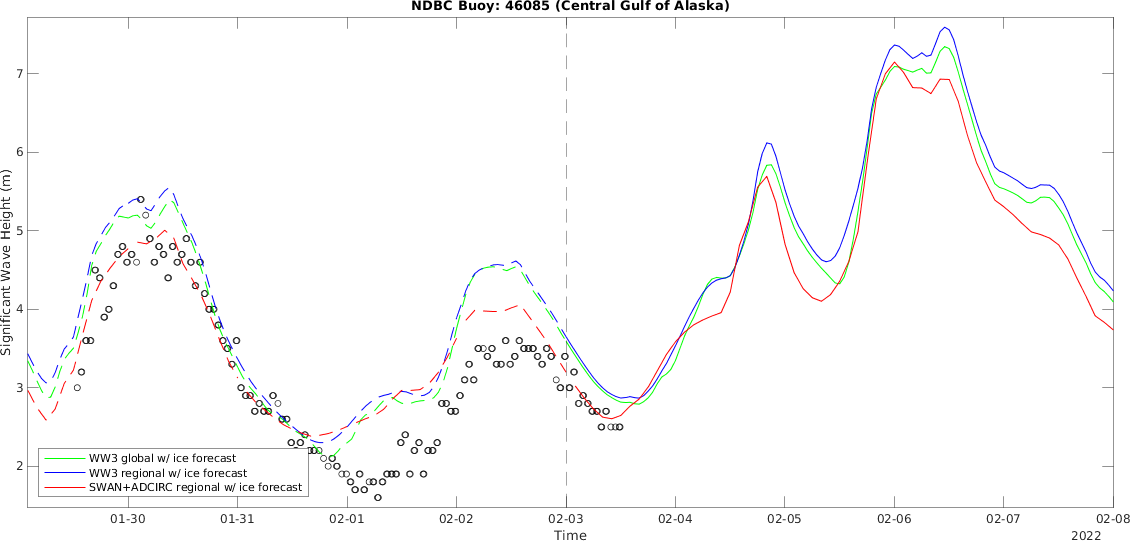 NDBC Buoy: 46085 (Central Gulf of Alaska)
Significant Wave Height (m)
7
6
5
4
3
2
WW3 global w/ ice forecast
WW3 regional w/ ice forecast
SWAN+ADCIRC regional w/ ice forecast
01-30 01-31 02-01 02-02 02-03 02-04 02-05 02-06 02-07 02-08
Time
2022